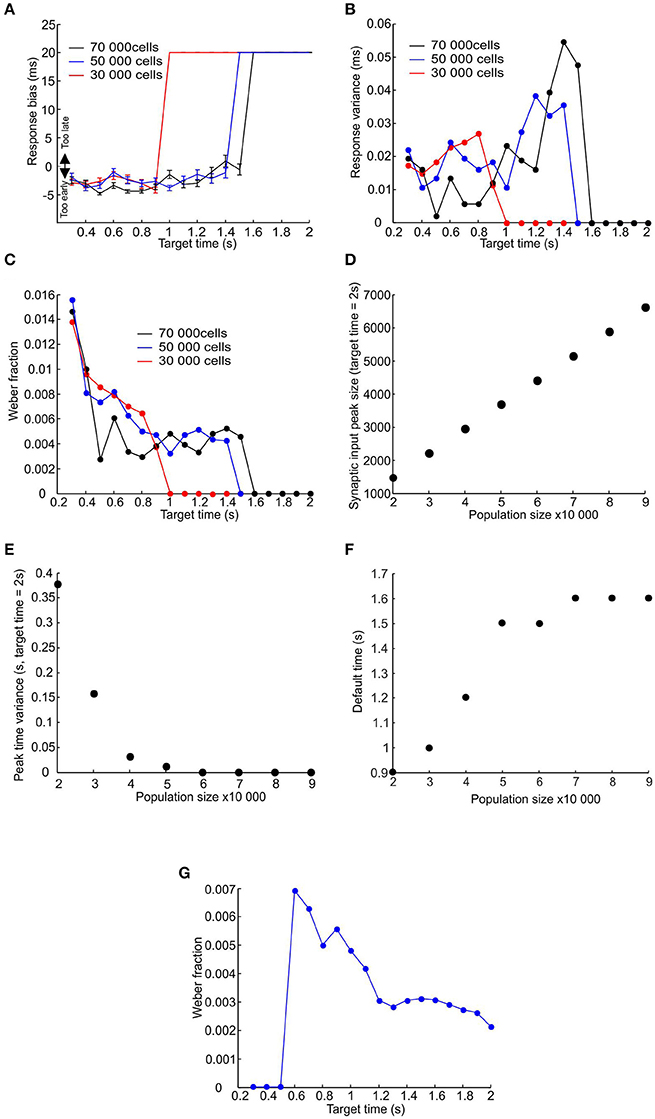 A
25
20
15
10
5
0
-5
Response bias (ms)
Too late
Too early
70 000cells
50 000 cells
30 000 cells
0.4 0.6 0.8 1 1.2 1.4 1.6 1.8 2
Target time (s)
B
0.06
0.05
0.04
0.03
0.02
0.01
0
Response variance (ms)
70 000 cells
50 000 cells
30 000 cells
0.2 0.4 0.6 0.8 1.0 1.2 1.4 1.6 1.8 2
Target time (s)
C
0.016
0.014
0.012
0.010
0.008
0.006
0.004
0.002
0
Weber fraction
70 000cells
50 000 cells
30 000 cells
0.2 0.4 0.6 0.8 1 1.2 1.4 1.6 1.8 2
Target time (s)
D
7000
6000
5000
4000
3000
2000
1000
Synaptic input peak size (target time = 2s)
2 3 4 5 6 7 8 9
Population size x10 000
E
0.4
0.35
0.3
0.25
0.2
0.15
0.1
0.05
0
Peak time variance (s, target time = 2s)
2 3 4 5 6 7 8 9
Population size x10 000
F
1.7
1.6
1.5
1.4
1.3
1.2
1.1
1
0.9
Default time (s)
2 3 4 5 6 7 8 9
Population size x10 000
G
0.007
0.006
0.005
0.004
0.003
0.002
0.001
0
Weber fraction
0.2 0.4 0.6 0.8 1 1.2 1.4 1.6 1.8 2
Target time (s)